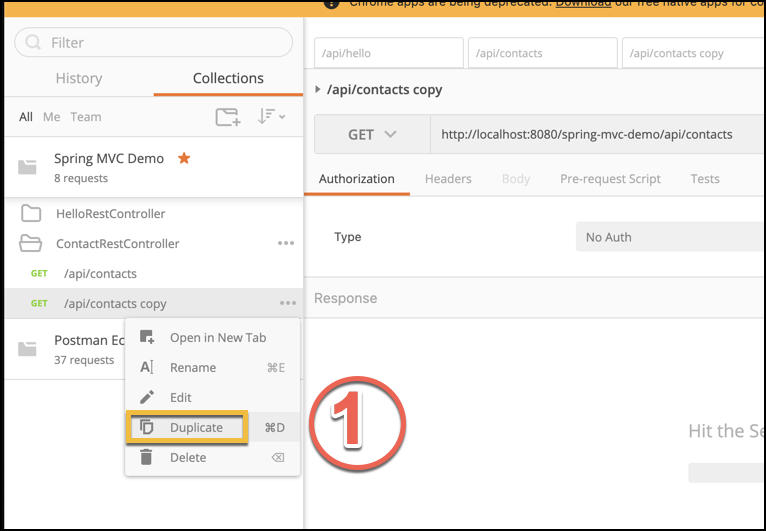 Chrome apps are being deprecated. Download our free native apps for
Filter
History Collections
All Me Team
Spring MVC Demo
8 requests
HelloRestController
ContactRestController
GET /api/contacts
GET /api/contacts copy
Postman
37 requests
Open in New Tab
Rename ⌘E
Edit
Duplicate ⌘D
Delete ⌫
1
/api/hello /api/contacts /api/contacts copy
/api/contacts copy
GET http://localhost:8080/spring-mvc-demo/api/contacts
Authorization Headers Body Pre-request Script Tests
Type No Auth
Response
Hit the